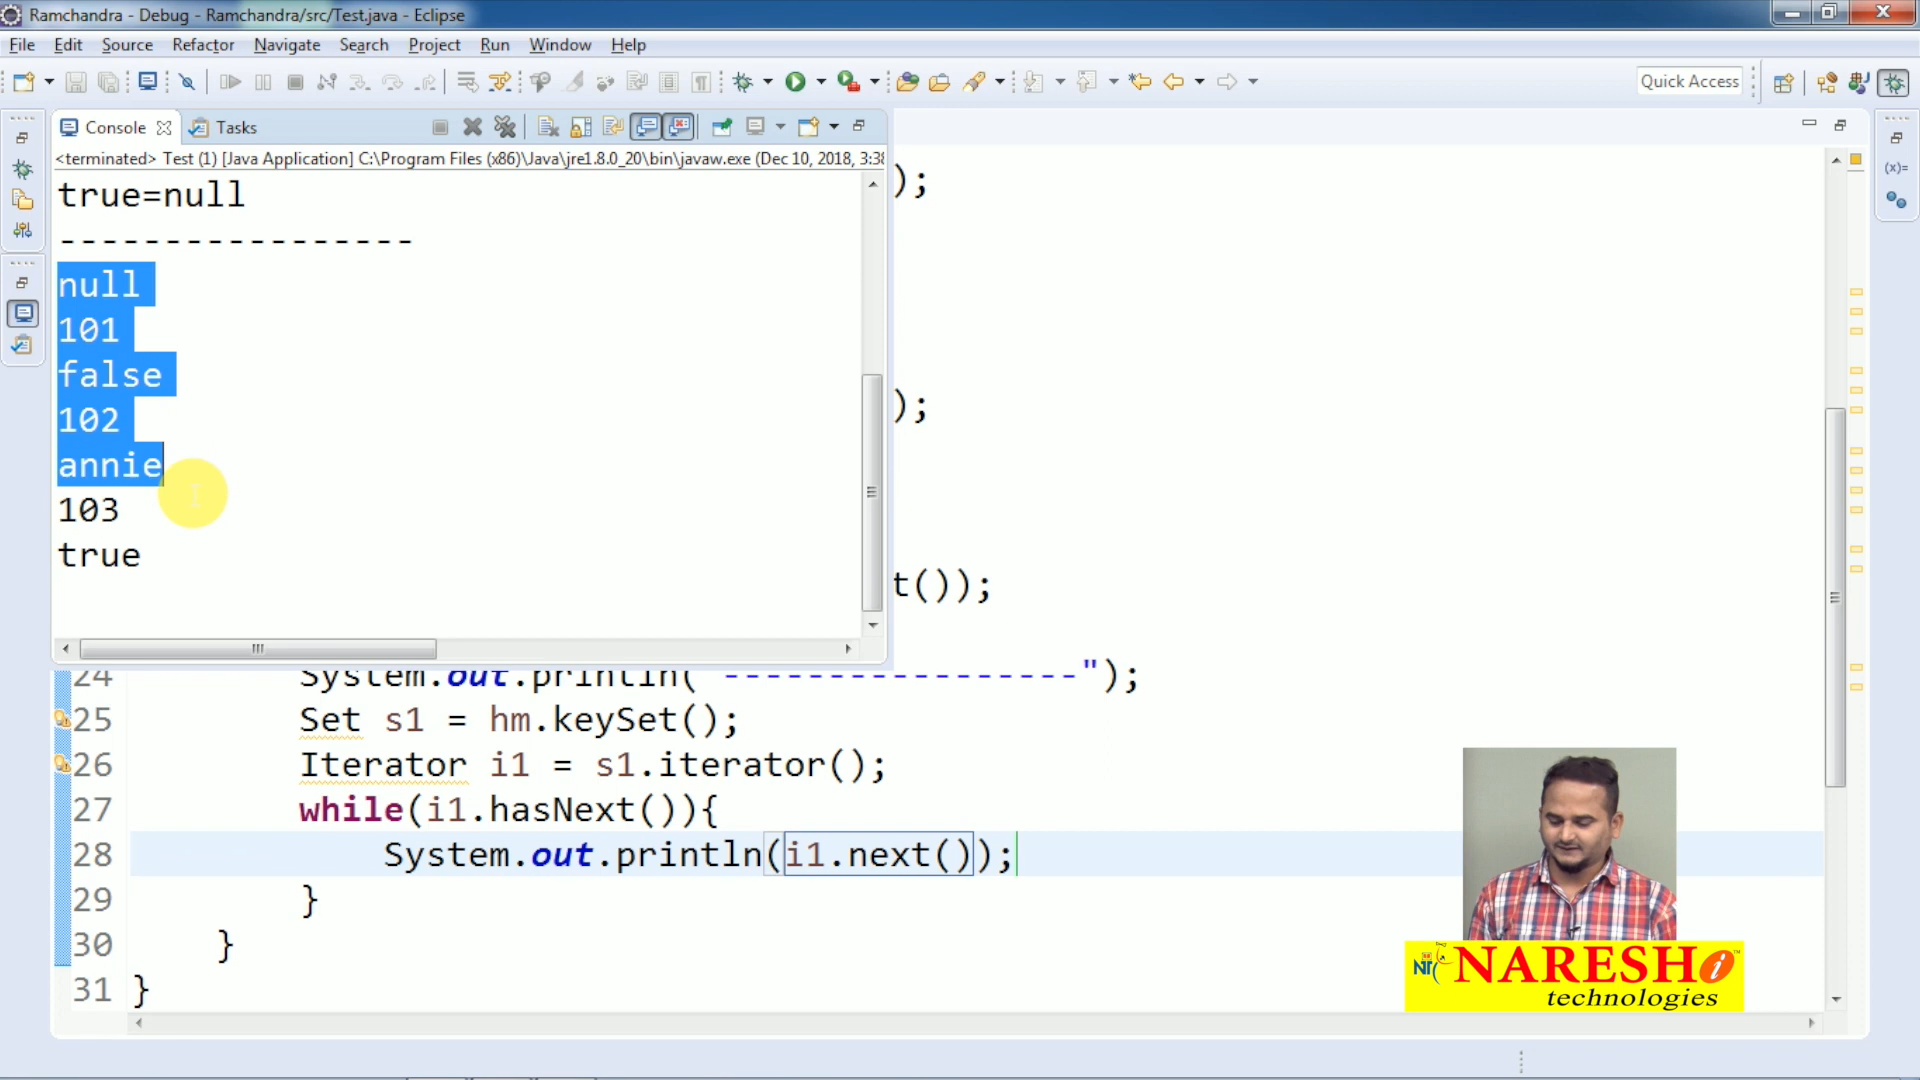 Ramchandra - Debug - Ramchandra/src/Test.java - Eclipse
File Edit Source Refactor Navigate Search Project Run Window Help
Quick Access
Console Tasks
<terminated> Test (1) [Java Application] C:\Program Files (x86)\Java\jre1.8.0_20\bin\javaw.exe (Dec 10, 2018, 3:38
true=null
-----------------
null
101
false
102
annie
103
true
);
);
t());
24 System.out.println("-----------------");
25 Set s1 = hm.keySet();
26 Iterator i1 = s1.iterator();
27 while(i1.hasNext()){
28 System.out.println(i1.next());
29 }
30 }
31 }
NARESH i
technologies